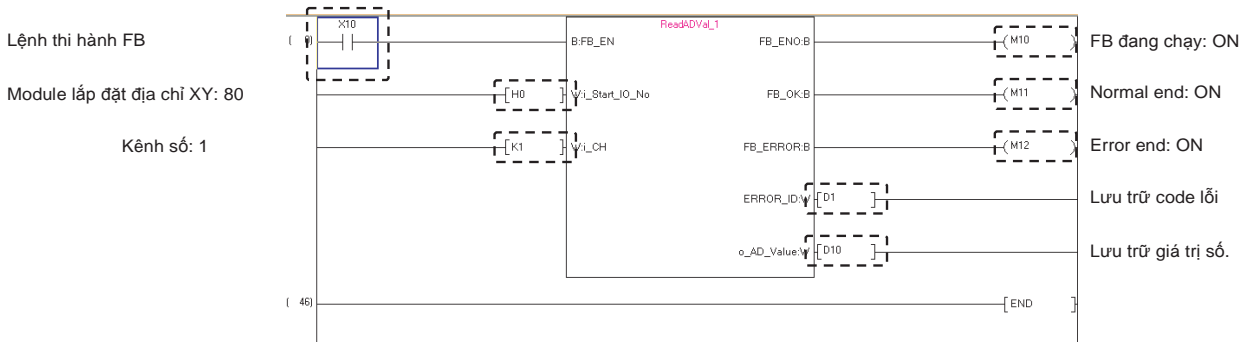 X10
ReadADVal_1
Lệnh thi hành FB
( 0)
B:FB_EN
FB_ENO:B
M10
FB đang chạy: ON
Module lắp đặt địa chỉ XY: 80
H0
W:i_Start_IO_No
FB_OK:B
M11
Normal end: ON
Kênh số: 1
K1
W:i_CH
FB_ERROR:B
M12
Error end: ON
ERROR_ID:W
D1
Lưu trữ code lỗi
o_AD_Value:W
D10
Lưu trữ giá trị số.
( 46)
END